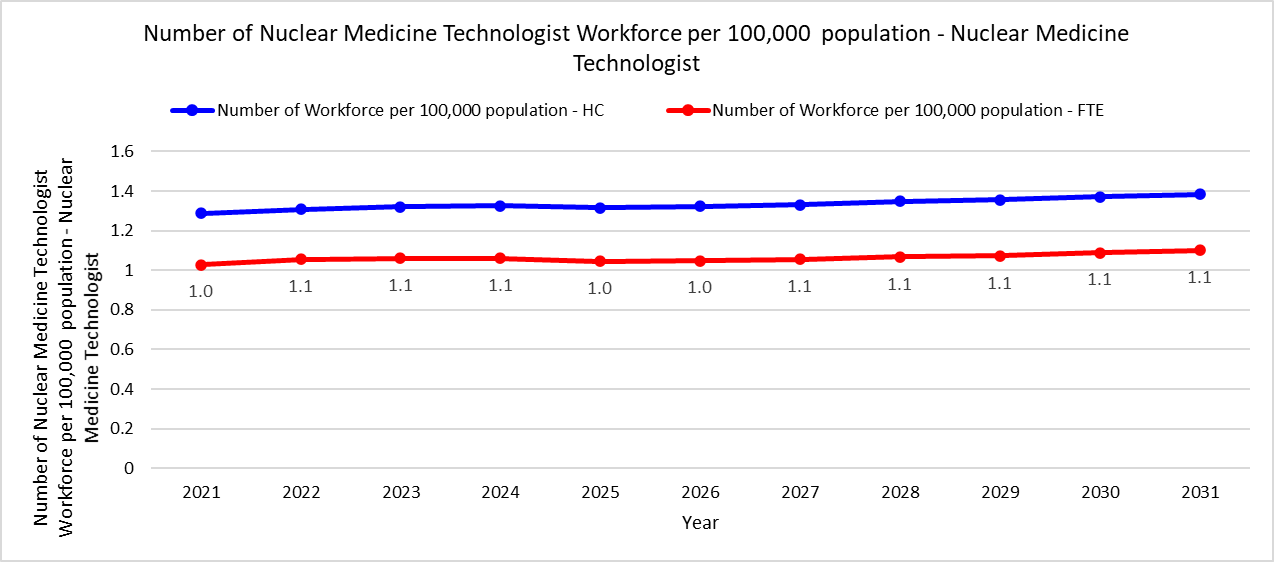 Number of Nuclear Medicine Technologist Workforce per 100,000 population - Nuclear Medicine
Technologist
Number of Workforce per 100,000 population - HC
Number of Workforce per 100,000 population - FTE
Number of Nuclear Medicine Technologist
Workforce per 100,000 population - Nuclear
Medicine Technologist
1.6
1.4
1.2
1
0.8
0.6
0.4
0.2
0
1.0 1.1 1.1 1.1 1.0 1.0 1.1 1.1 1.1 1.1 1.1
2021 2022 2023 2024 2025 2026 2027 2028 2029 2030 2031
Year